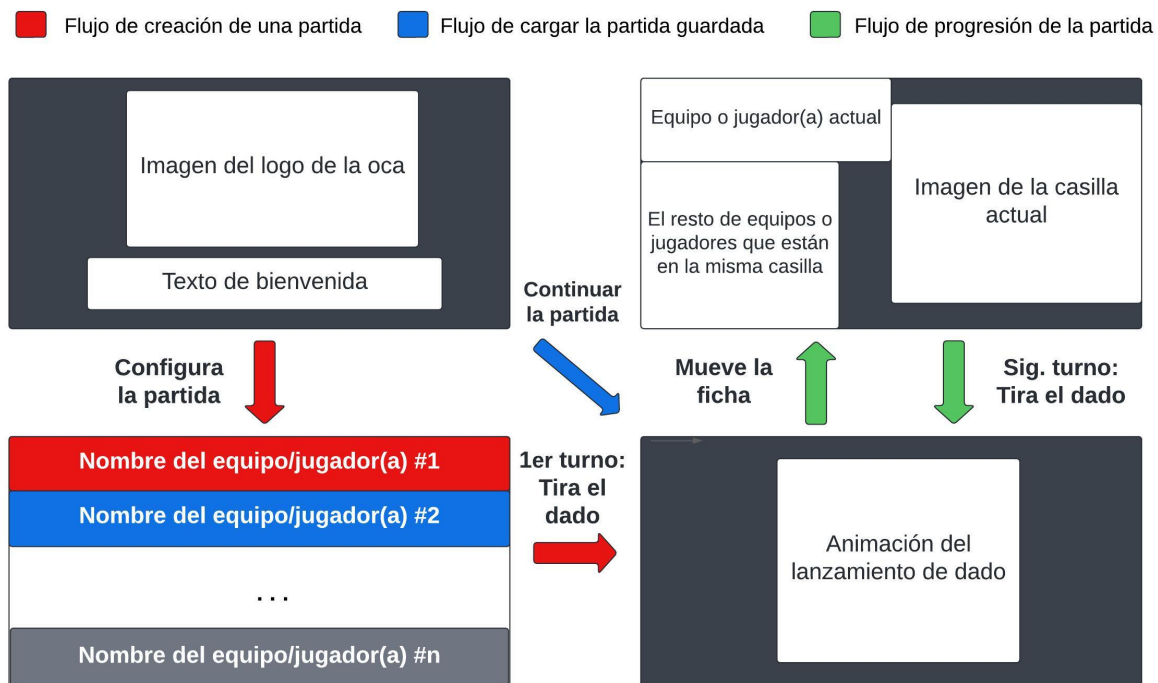 Flujo de creación de una partida
Flujo de cargar la partida guardada
Flujo de progresión de la partida
Imagen del logo de la oca
Texto de bienvenida
Equipo o jugador(a) actual
El resto de equipos o
jugadores que están
en la misma casilla
Imagen de la casilla
actual
Continuar
la partida
Configura
la partida
Mueve la
ficha
Sig. turno:
Tira el dado
Nombre del equipo/jugador(a) #1
Nombre del equipo/jugador(a) #2
...
Nombre del equipo/jugador(a) #n
1er turno:
Tira el
dado
Animación del
lanzamiento de dado